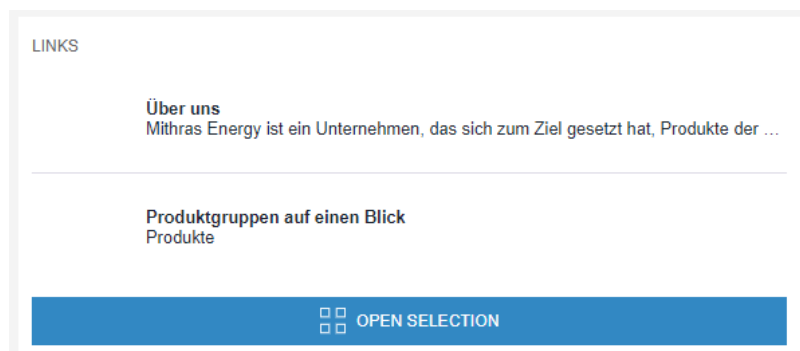 LINKS
Über uns
Mithras Energy ist ein Unternehmen, das sich zum Ziel gesetzt hat, Produkte der ...
Produktgruppen auf einen Blick
Produkte
OPEN SELECTION